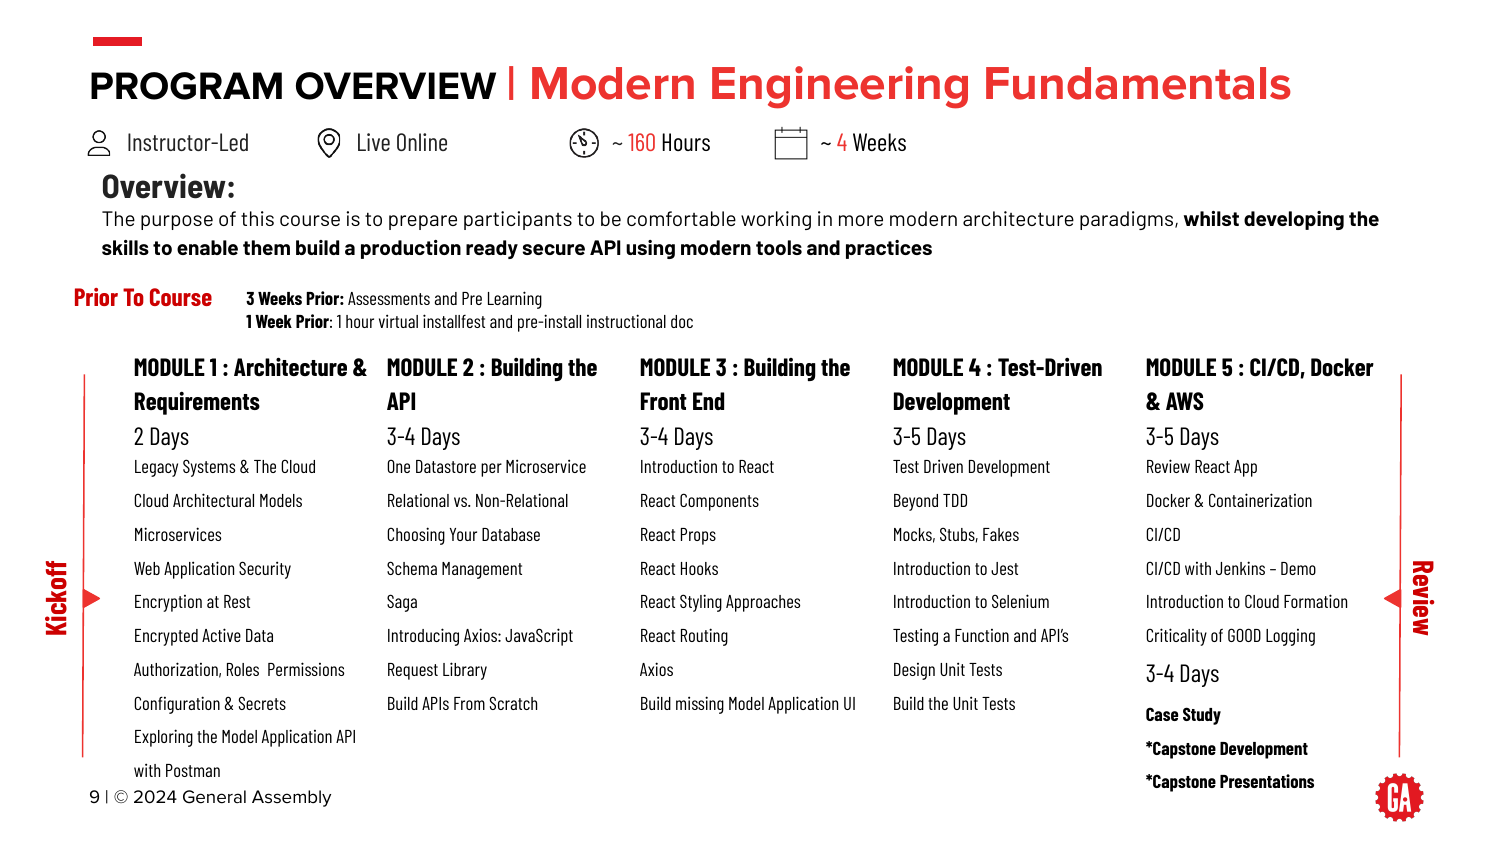 PROGRAM OVERVIEW | Modern Engineering Fundamentals
Instructor-Led
Live Online
~ 160 Hours
~ 4 Weeks
Overview:
The purpose of this course is to prepare participants to be comfortable working in more modern architecture paradigms, whilst developing the
skills to enable them build a production ready secure API using modern tools and practices
Prior To Course
3 Weeks Prior: Assessments and Pre Learning
1 Week Prior: 1 hour virtual installfest and pre-install instructional doc
Kickoff
MODULE 1 : Architecture &
Requirements
2 Days
Legacy Systems & The Cloud
Cloud Architectural Models
Microservices
Web Application Security
Encryption at Rest
Encrypted Active Data
Authorization, Roles Permissions
Configuration & Secrets
Exploring the Model Application API
with Postman
MODULE 2 : Building the
API
3-4 Days
One Datastore per Microservice
Relational vs. Non-Relational
Choosing Your Database
Schema Management
Saga
Introducing Axios: JavaScript
Request Library
Build APIs From Scratch
MODULE 3 : Building the
Front End
3-4 Days
Introduction to React
React Components
React Props
React Hooks
React Styling Approaches
React Routing
Axios
Build missing Model Application UI
MODULE 4 : Test-Driven
Development
3-5 Days
Test Driven Development
Beyond TDD
Mocks, Stubs, Fakes
Introduction to Jest
Introduction to Selenium
Testing a Function and API’s
Design Unit Tests
Build the Unit Tests
MODULE 5 : CI/CD, Docker
& AWS
3-5 Days
Review React App
Docker & Containerization
CI/CD
CI/CD with Jenkins – Demo
Introduction to Cloud Formation
Criticality of GOOD Logging
3-4 Days
Case Study
*Capstone Development
*Capstone Presentations
Review
9 | © 2024 General Assembly
GA